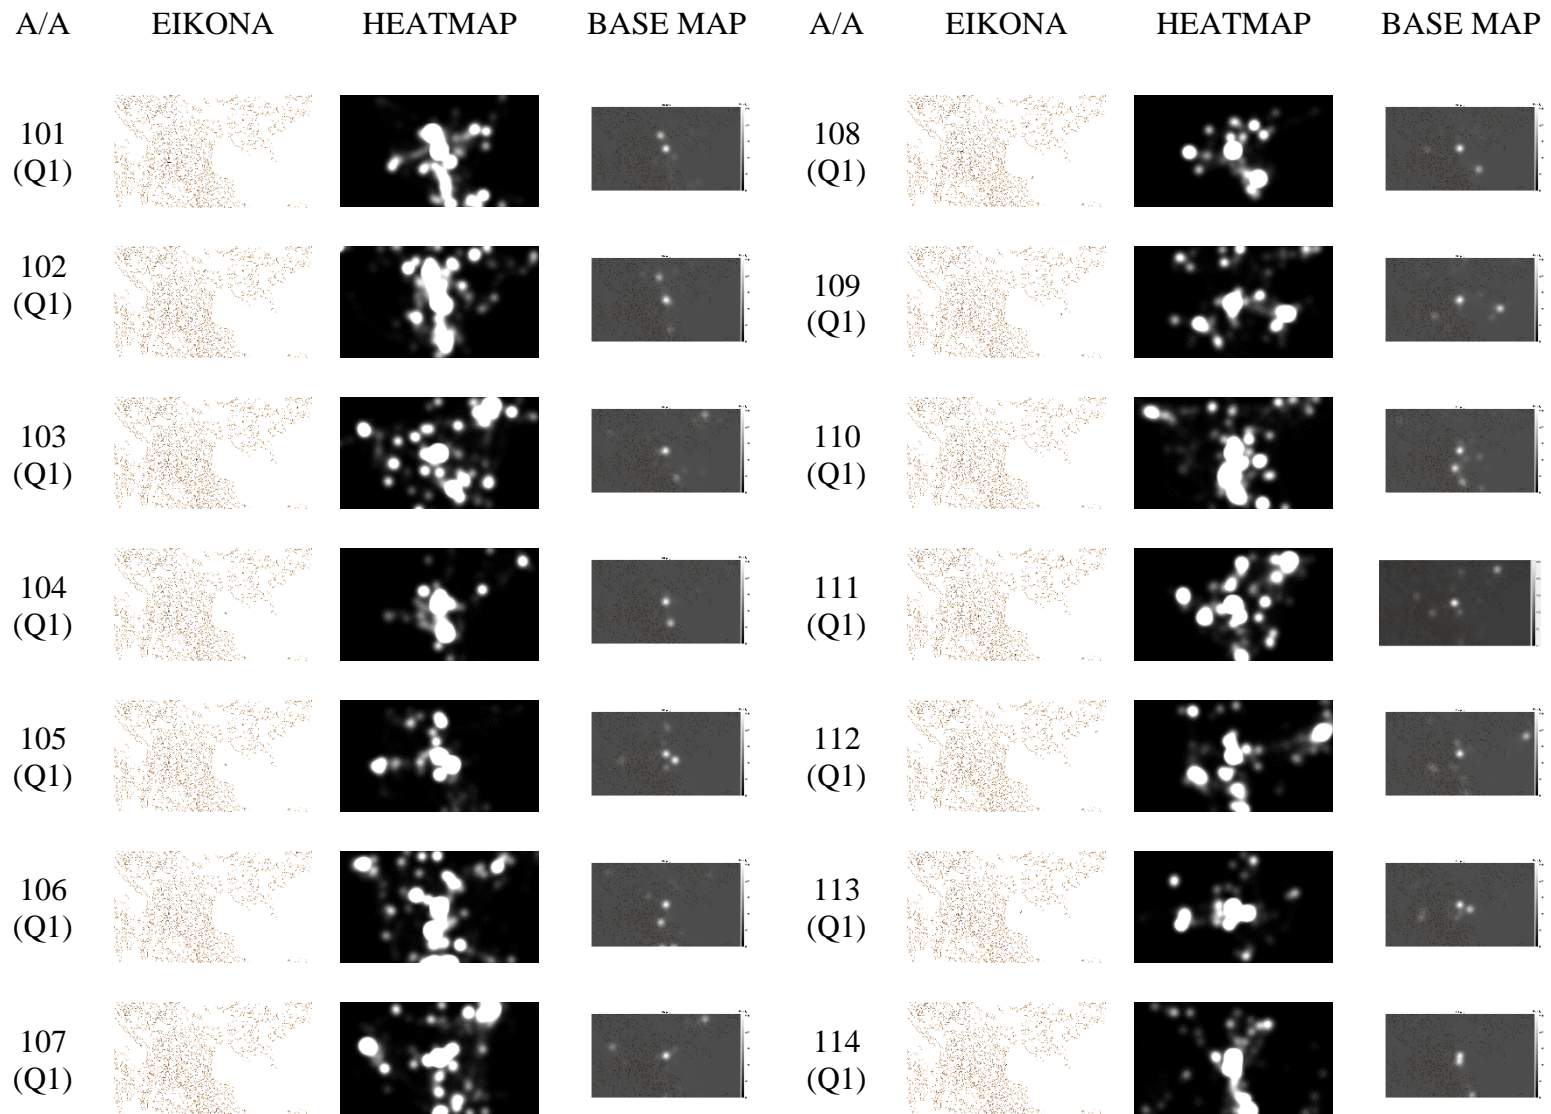 A/A EIKONA HEATMAP BASE MAP A/A EIKONA HEATMAP BASE MAP
101
(Q1)
108
(Q1)
102
(Q1)
109
(Q1)
103
(Q1)
110
(Q1)
104
(Q1)
111
(Q1)
105
(Q1)
112
(Q1)
106
(Q1)
113
(Q1)
107
(Q1)
114
(Q1)